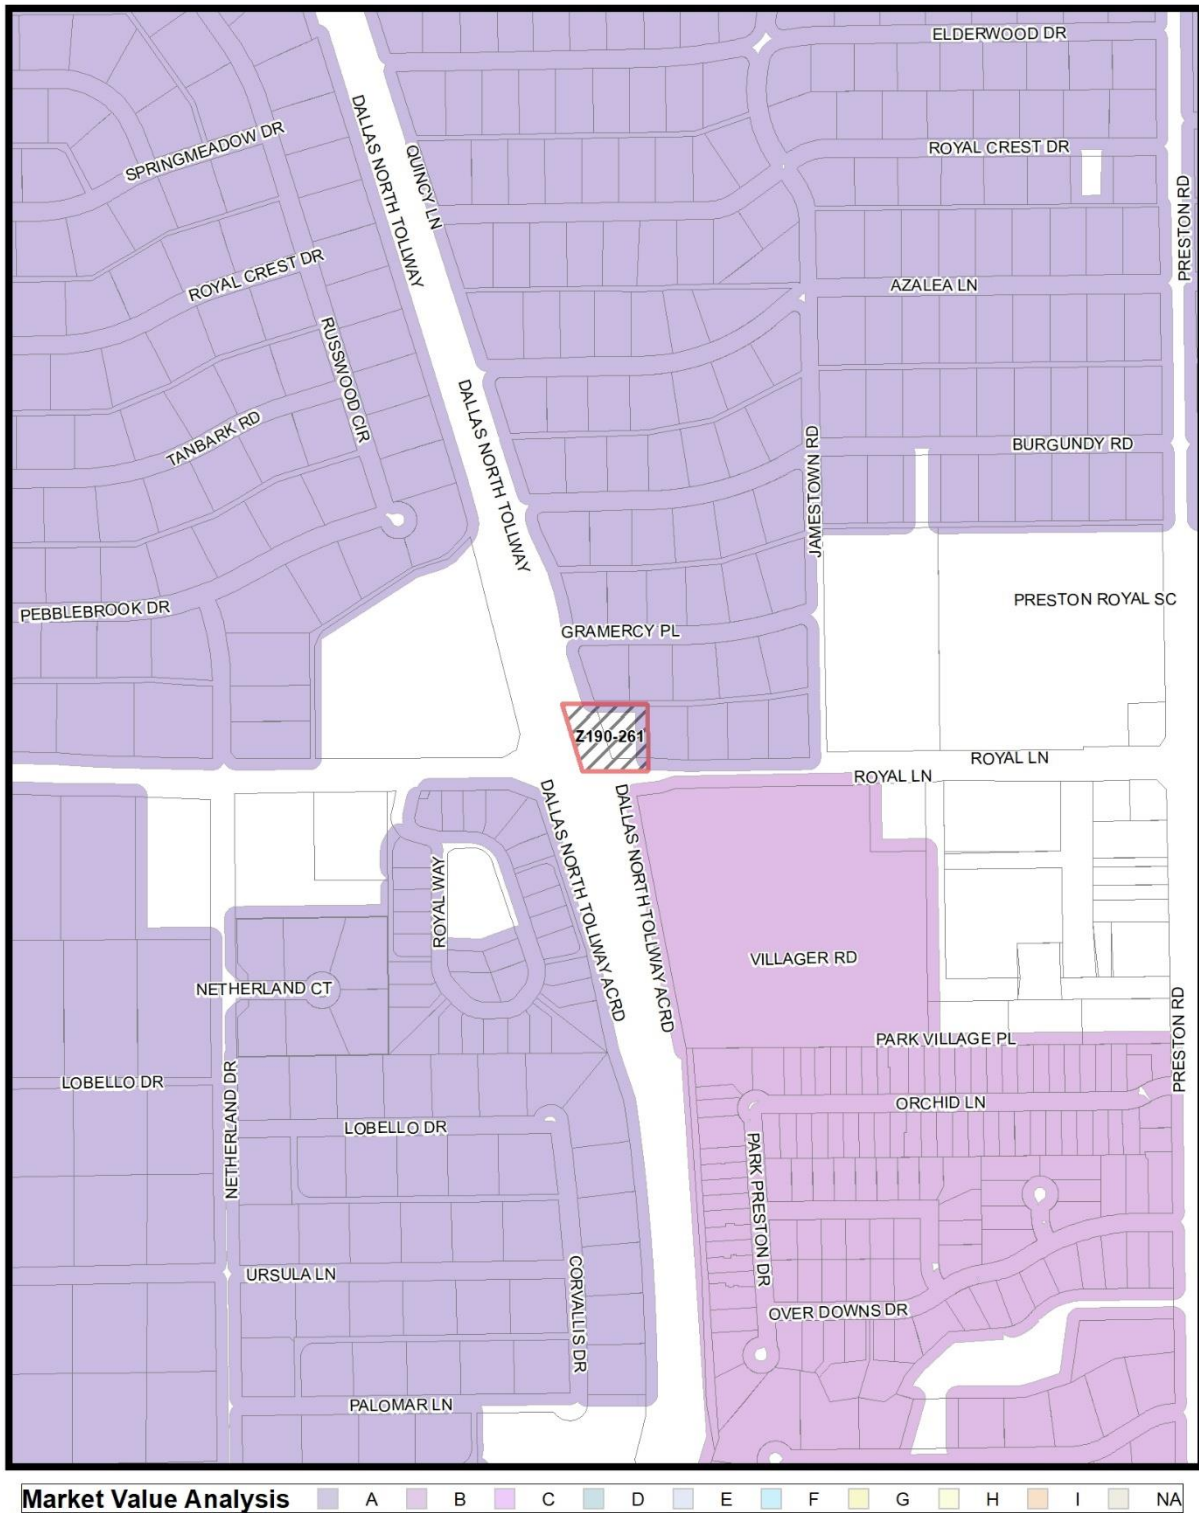 ELDERWOOD DR
DALLAS NORTH TOLLWAY
QUINCY LN
SPRINGMEADOW DR
ROYAL CREST DR
PRESTON RD
ROYAL CREST DR
AZALEA LN
RUSSWOOD CIR
DALLAS NORTH TOLLWAY
TANBARK RD
JAMESTOWN RD
BURGUNDY RD
PEBBLEBROOK DR
GRAMERCY PL
PRESTON ROYAL SC
Z190-261
ROYAL LN
ROYAL LN
DALLAS NORTH TOLLWAY ACRD
DALLAS NORTH TOLLWAY ACRD
ROYAL WAY
VILLAGER RD
NETHERLAND CT
PRESTON RD
PARK VILLAGE PL
LOBELLO DR
NETHERLAND DR
ORCHID LN
LOBELLO DR
PARK PRESTON DR
URSULA LN
CORVALLIS DR
OVER DOWNS DR
PALOMAR LN
Market Value Analysis A B C D E F G H I NA